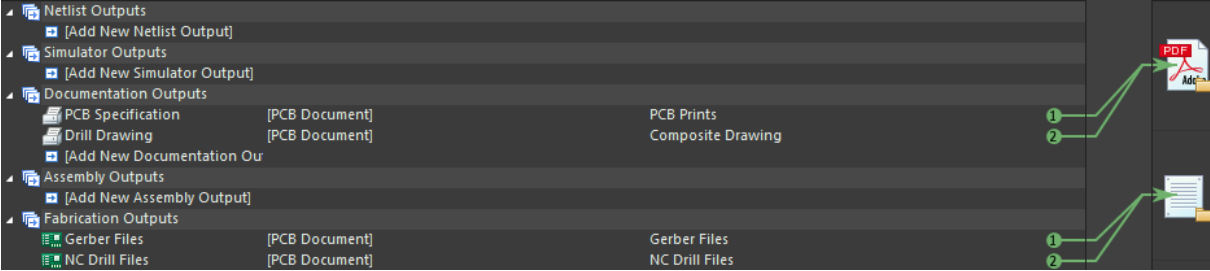 Netlist Outputs
[Add New Netlist Output]
Simulator Outputs
[Add New Simulator Output]
Documentation Outputs
PCB Specification [PCB Document] PCB Prints 1
Drill Drawing [PCB Document] Composite Drawing 2
[Add New Documentation Ou
Assembly Outputs
[Add New Assembly Output]
Fabrication Outputs
Gerber Files [PCB Document] Gerber Files 1
NC Drill Files [PCB Document] NC Drill Files 2
PDF
Adob